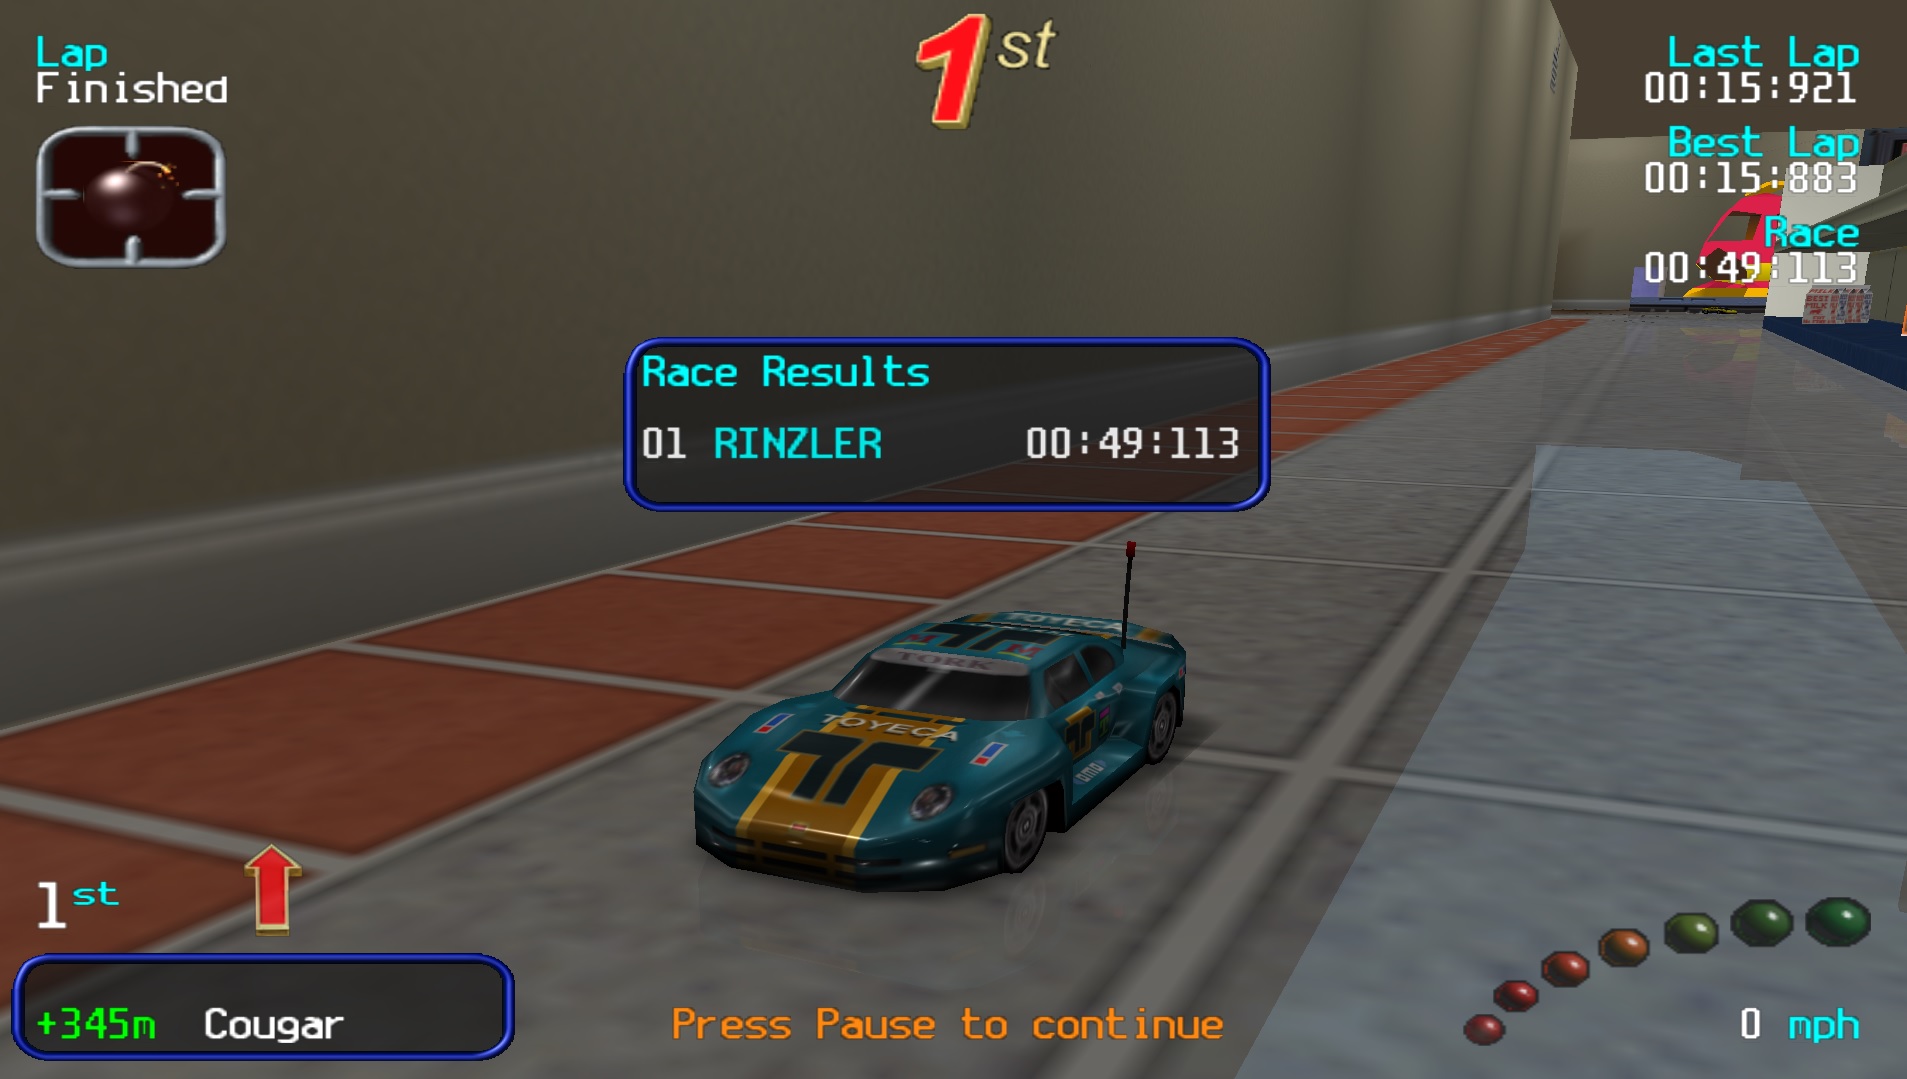 Lap
Finished
1st
Last Lap
00:15:921
Best Lap
00:15:883
Race
00:49:113
Race Results
01 RINZLER 00:49:113
TOYECA
TORK
TOYECA
1st
+345m Cougar
Press Pause to continue
0 mph